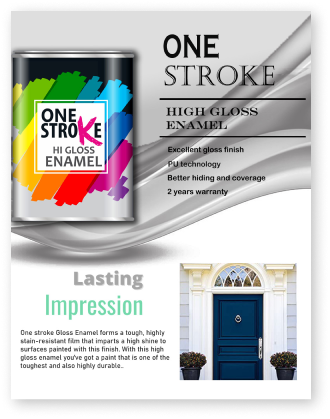 ONE
STROKE
HIGH GLOSS
ENAMEL
Excellent gloss finish
PU technology
Better hiding and coverage
2 years warranty
ONE
STROKE
HI GLOSS
ENAMEL
Lasting
Impression
One stroke Gloss Enamel forms a tough, highly
stain-resistant film that imparts a high shine to
surfaces painted with this finish. With this high
gloss enamel you've got a paint that is one of the
toughest and also highly durable..